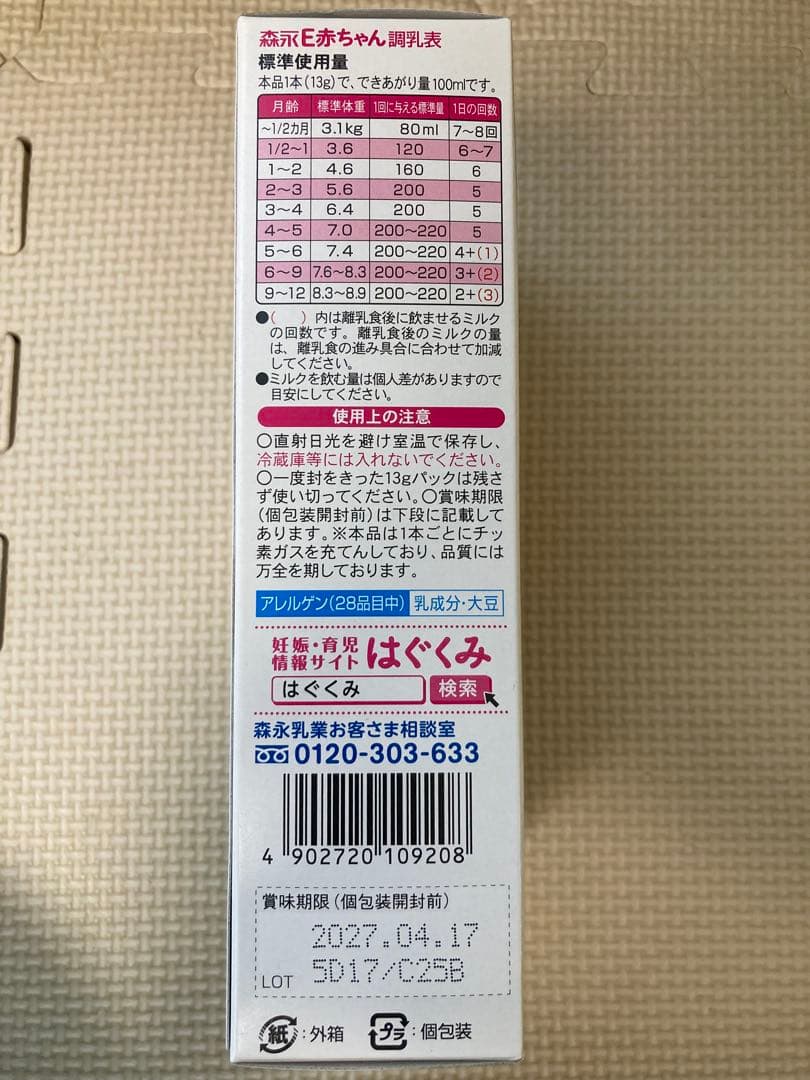 森永E赤ちゃん 調乳表
標準使用量
本品1本(13g)で、できあがり量100mlです。
月齢 標準体重 1回に与える標準量 1日の回数
~1/2カ月 3.1kg 80ml 7~8回
1/2~1 3.6 120 6~7
1~2 4.6 160 6
2~3 5.6 200 5
3~4 6.4 200 5
4~5 7.0 200~220 5
5~6 7.4 200~220 4+(1)
6~9 7.6~8.3 200~220 3+(2)
9~12 8.3~8.9 200~220 2+(3)
●( )内は離乳食後に飲ませるミルク
の回数です。離乳食後のミルクの量
は、離乳食の進み具合に合わせて加減
してください。
●ミルクを飲む量は個人差がありますので
目安にしてください。
使用上の注意
○直射日光を避け室温で保存し、
冷蔵庫等には入れないでください。
○一度封をきった13gパックは残さ
ず使い切ってください。○賞味期限
(個包装開封前)は下段に記載して
あります。※本品は1本ごとにチッ
素ガスを充てんしており、品質には
万全を期しております。
アレルゲン(28品目中) 乳成分・大豆
妊娠・育児
情報サイト はぐくみ
はぐくみ 検索
森永乳業お客さま相談室
0120-303-633
4 902720 109208
賞味期限(個包装開封前)
2027.04.17
LOT 5D17/C25B
紙:外箱 プラ:個包装